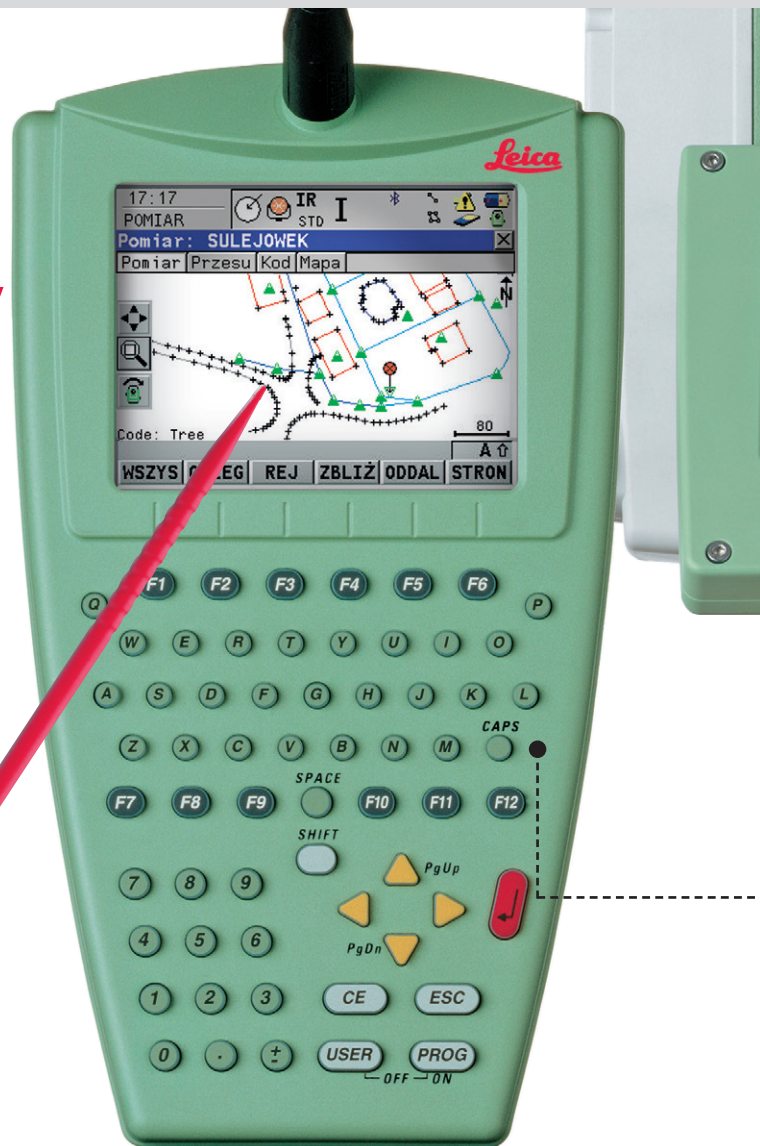 Leica
17:17
POMIAR
IR
STD
I
Pomiar: SULEJOWEK
Pomiar Przesu Kod Mapa
N
Code: Tree
80
A
WSZYS REJ ZBLIŻ ODDAL STRON
F1 F2 F3 F4 F5 F6
Q P
W E R T Y U I O
A S D F G H J K L
CAPS
Z X C V B N M
SPACE
F7 F8 F9 F10 F11 F12
SHIFT
7 8 9
PgUp
4 5 6
PgDn
1 2 3 CE ESC
0 . +- USER PROG
OFF ON